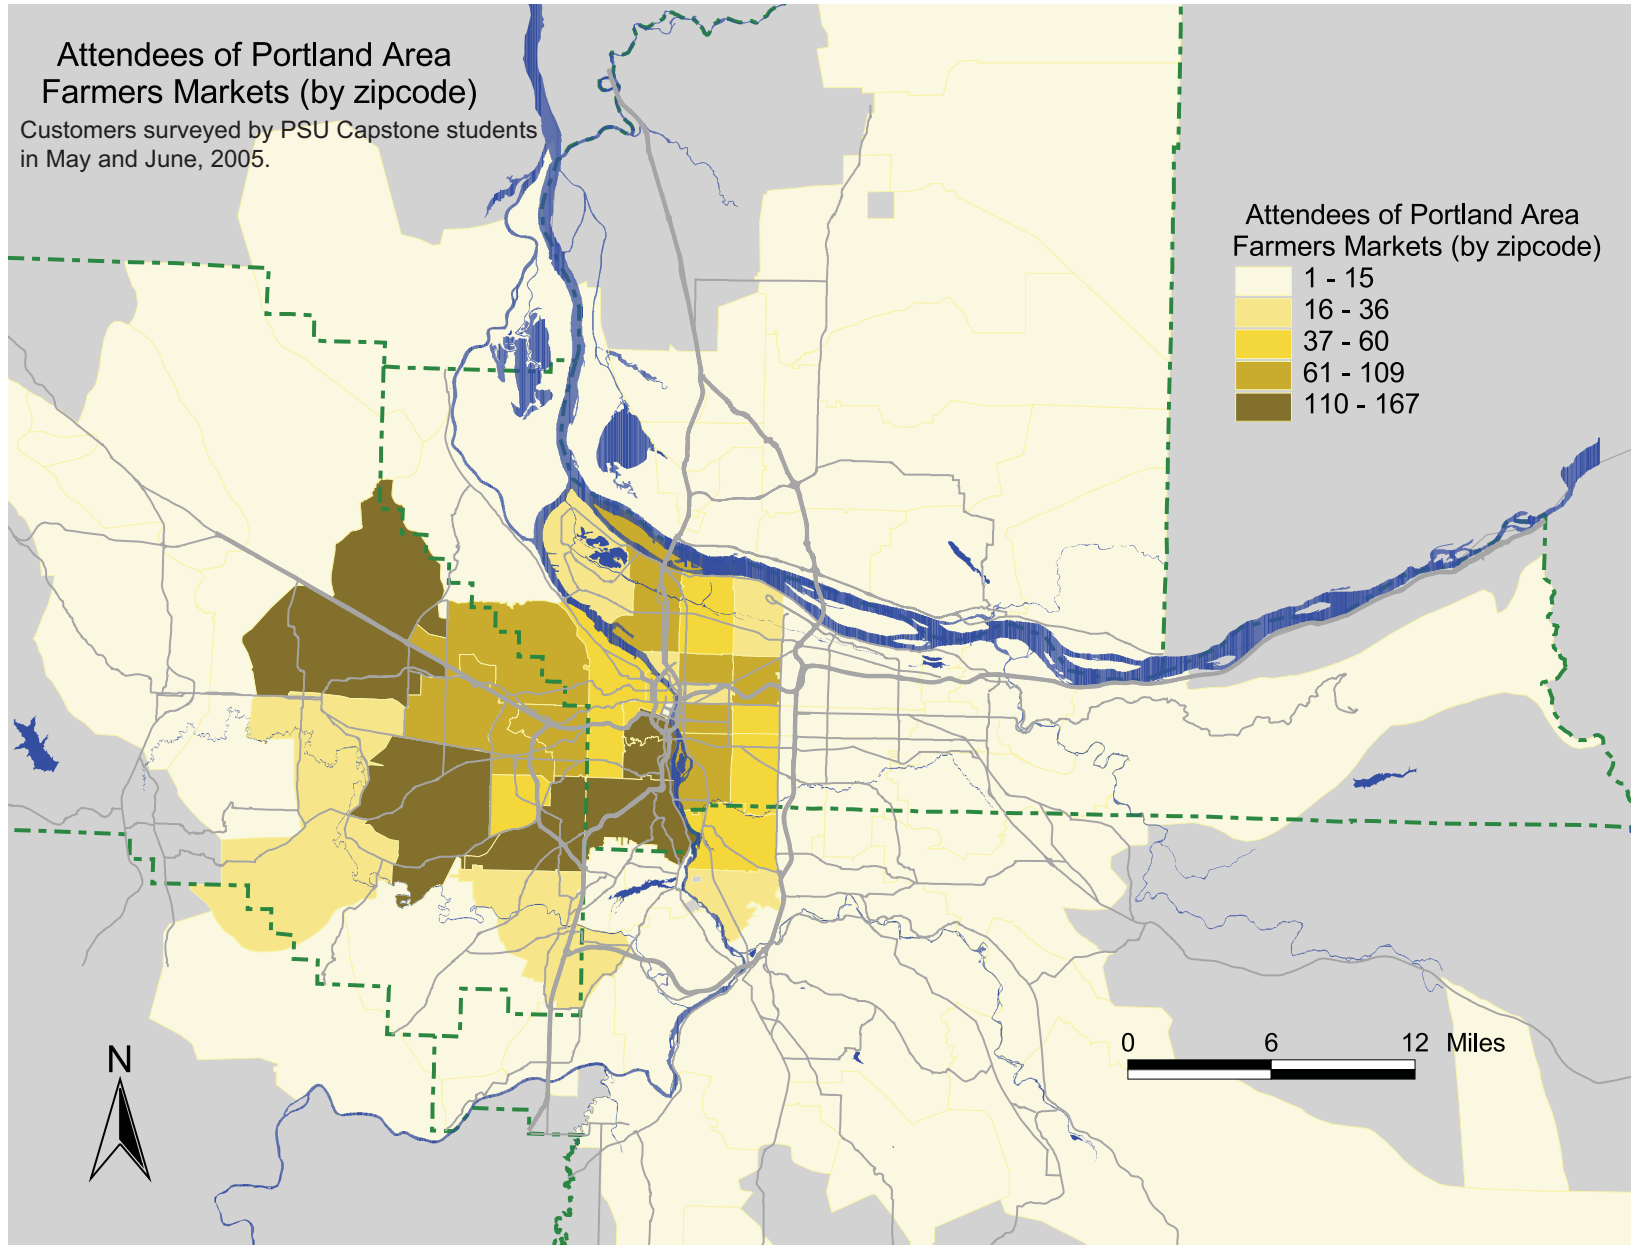 Attendees of Portland Area
Farmers Markets (by zipcode)
Customers surveyed by PSU Capstone students
in May and June, 2005.
Attendees of Portland Area
Farmers Markets (by zipcode)
1 - 15
16 - 36
37 - 60
61 - 109
110 - 167
0 6 12 Miles
N